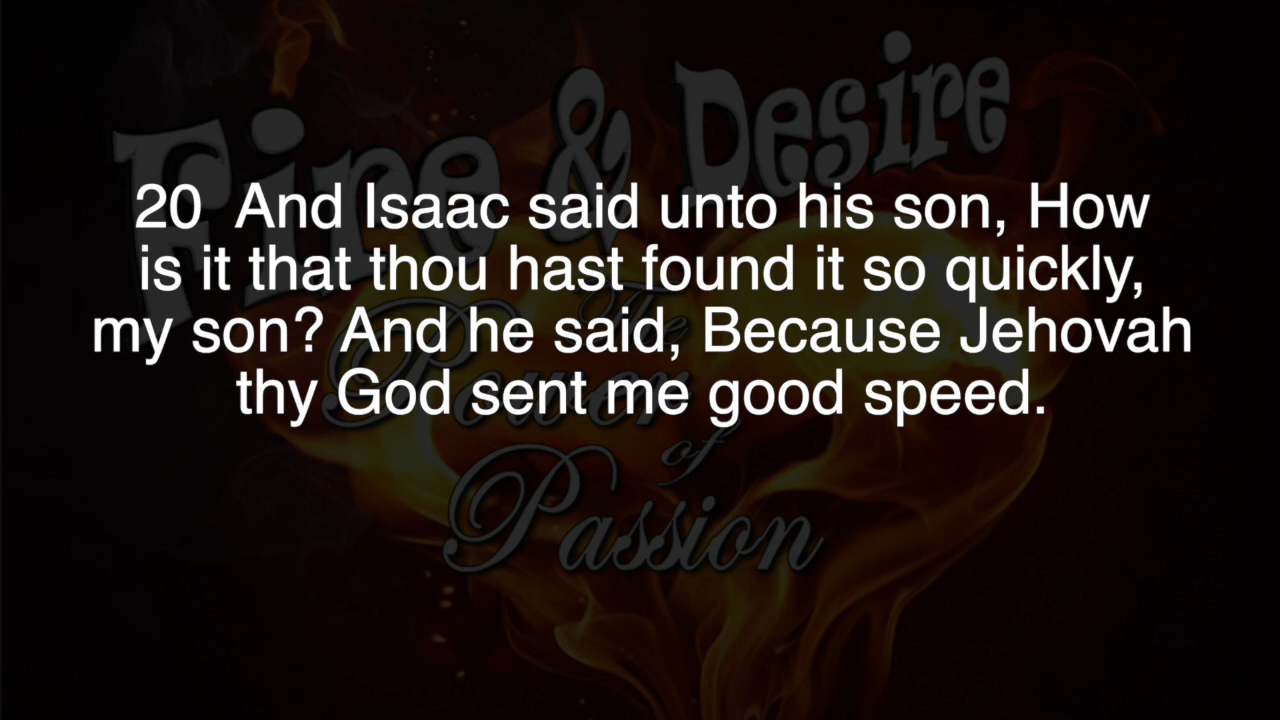 Fire & Desire
20 And Isaac said unto his son, How
is it that thou hast found it so quickly,
my son? And he said, Because Jehovah
thy God sent me good speed.
The
Power
of
Passion